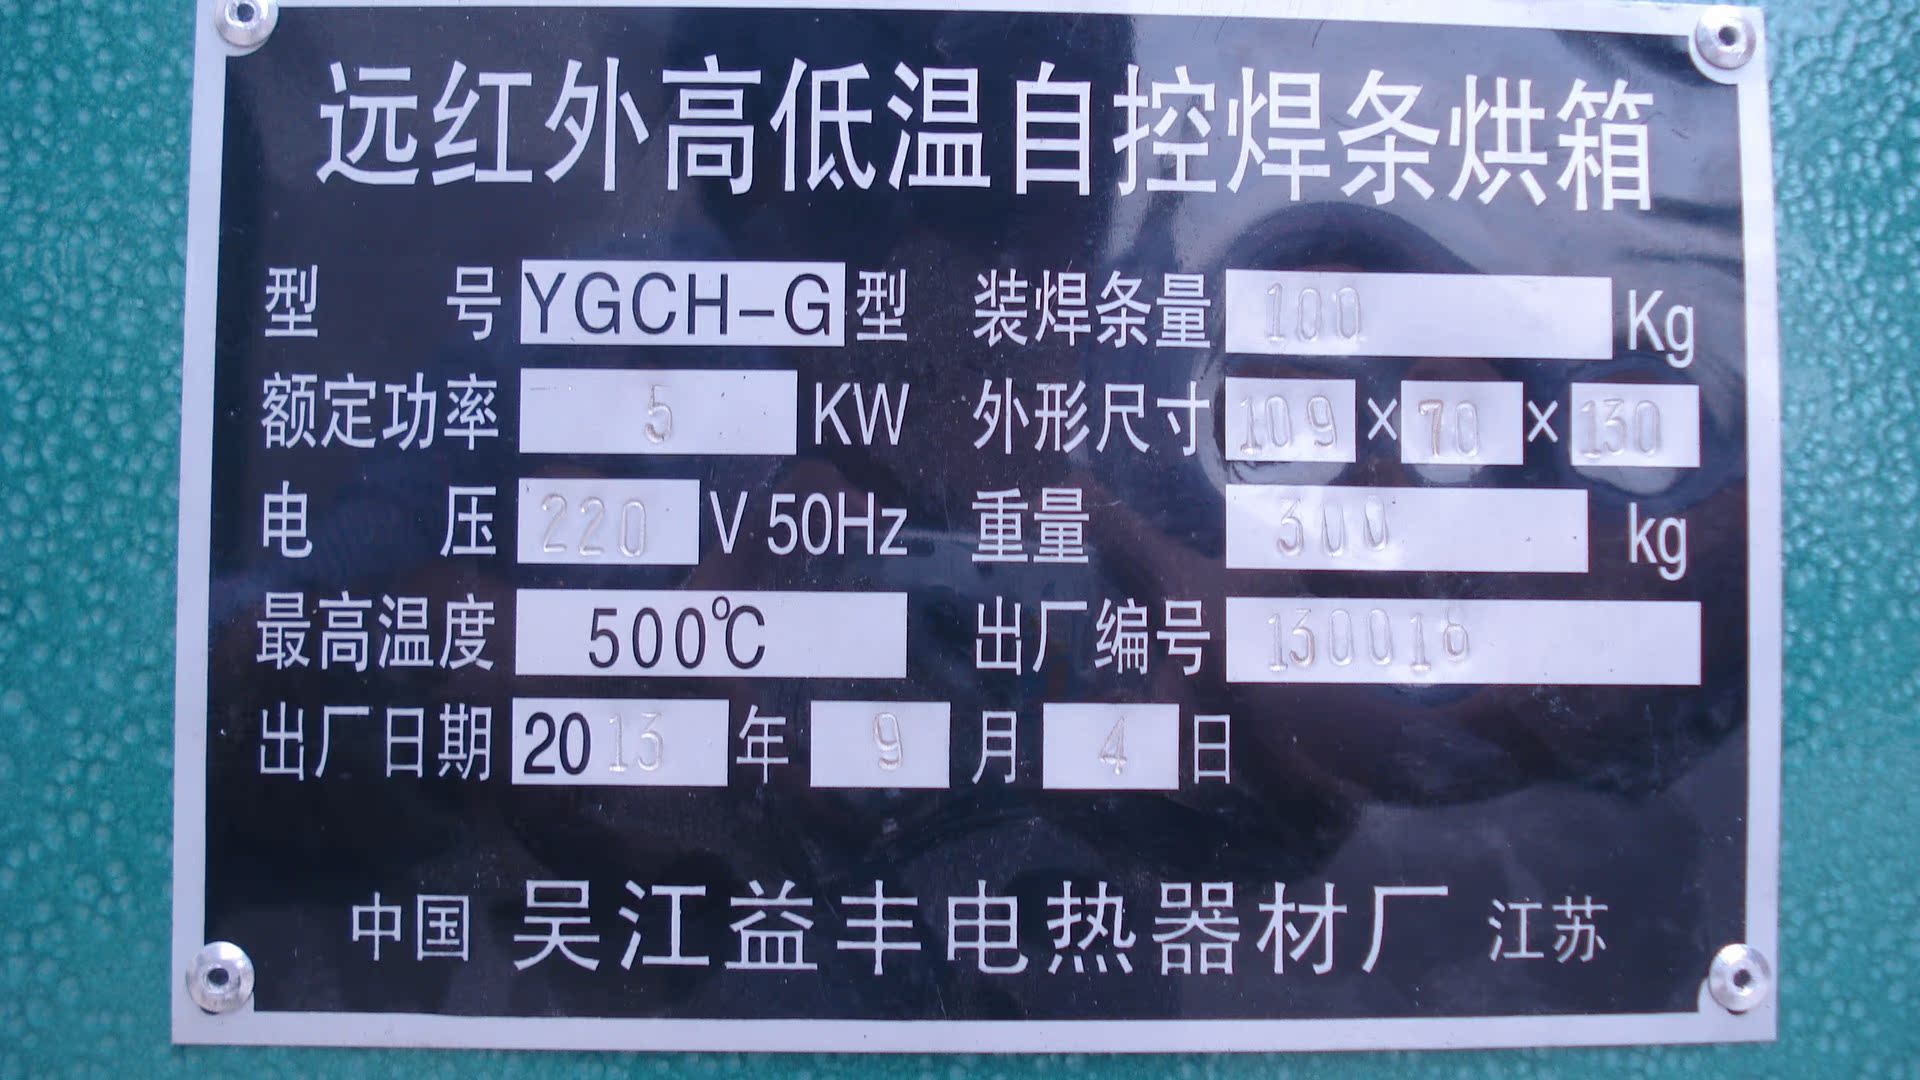 远红外高低温自控焊条烘箱
型号 YGCH-G 型 装焊条量 100 Kg
额定功率 5 KW 外形尺寸 109 × 70 × 130
电压 220 V 50Hz 重量 300 kg
最高温度 500℃ 出厂编号 130016
出厂日期 2013 年 9 月 4 日
中国 吴江益丰电热器材厂 江苏